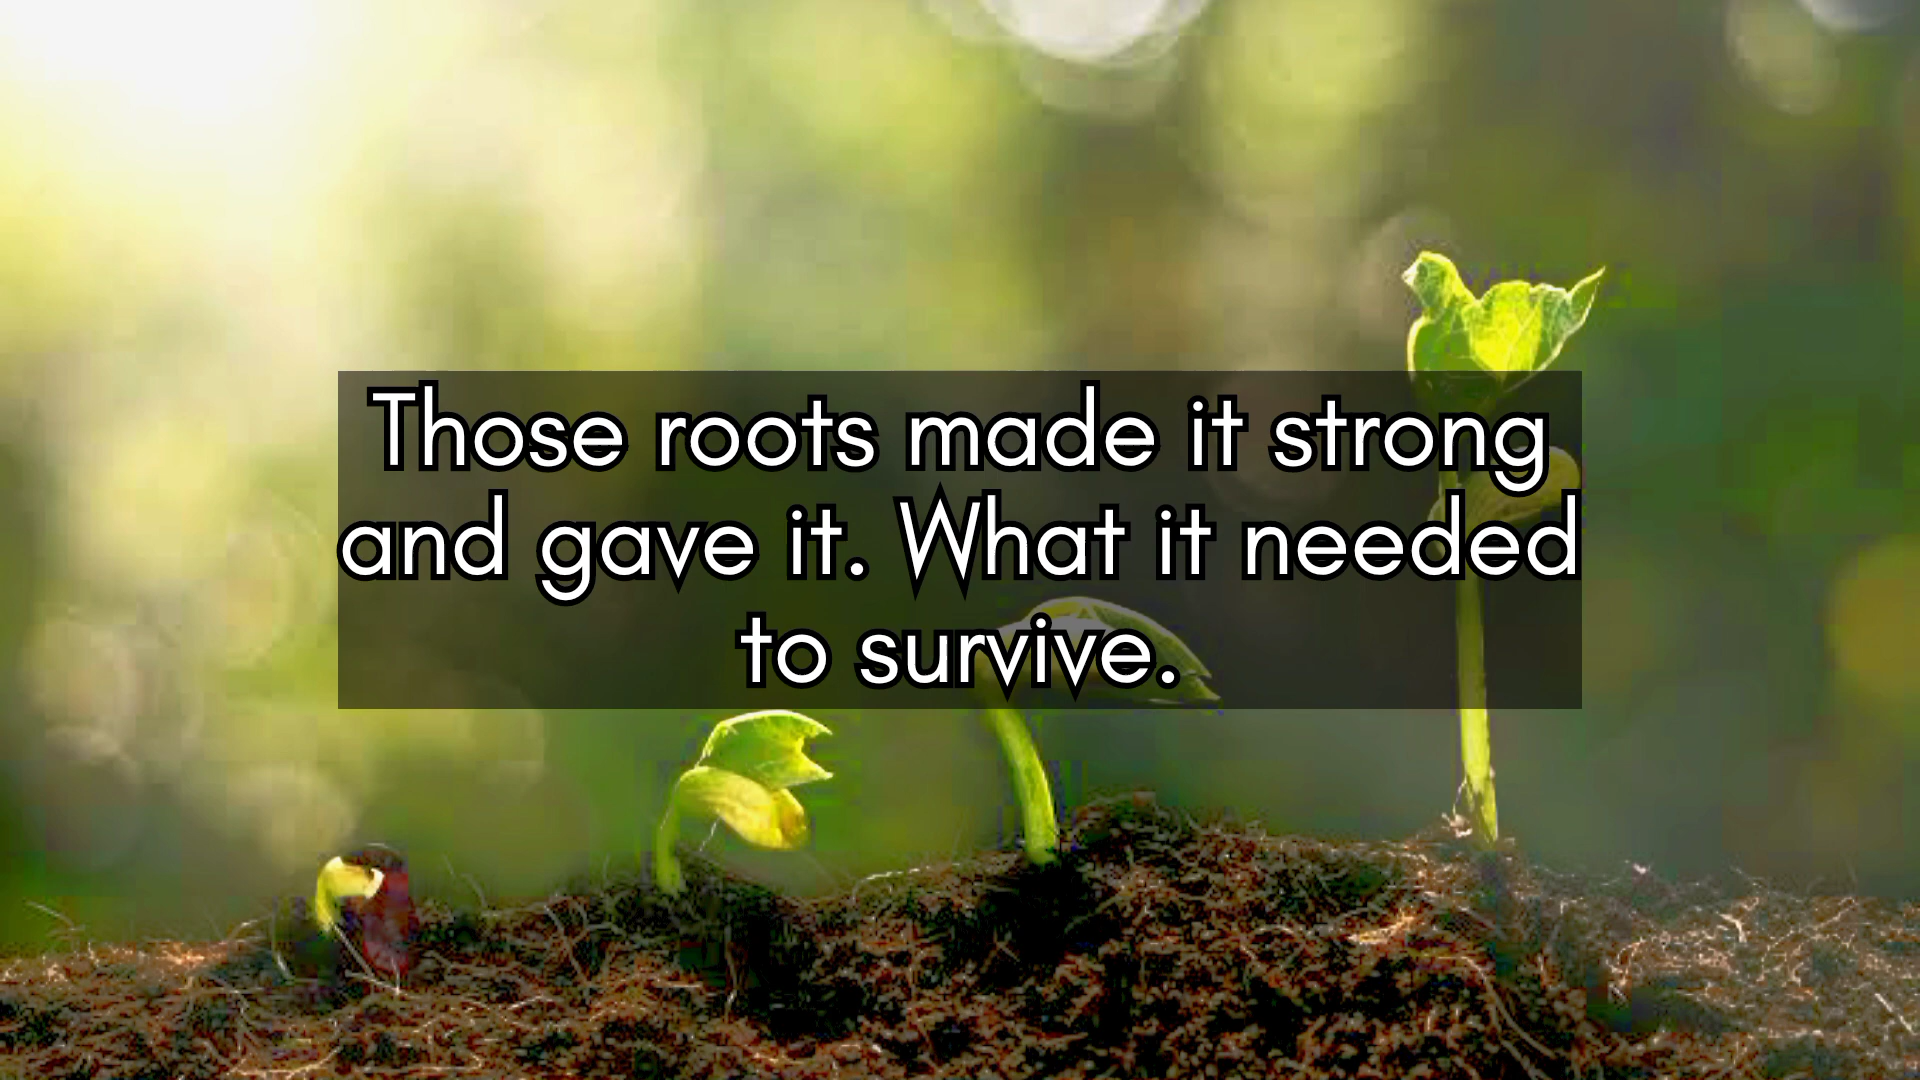 Those roots made it strong
and gave it. What it needed
to survive.